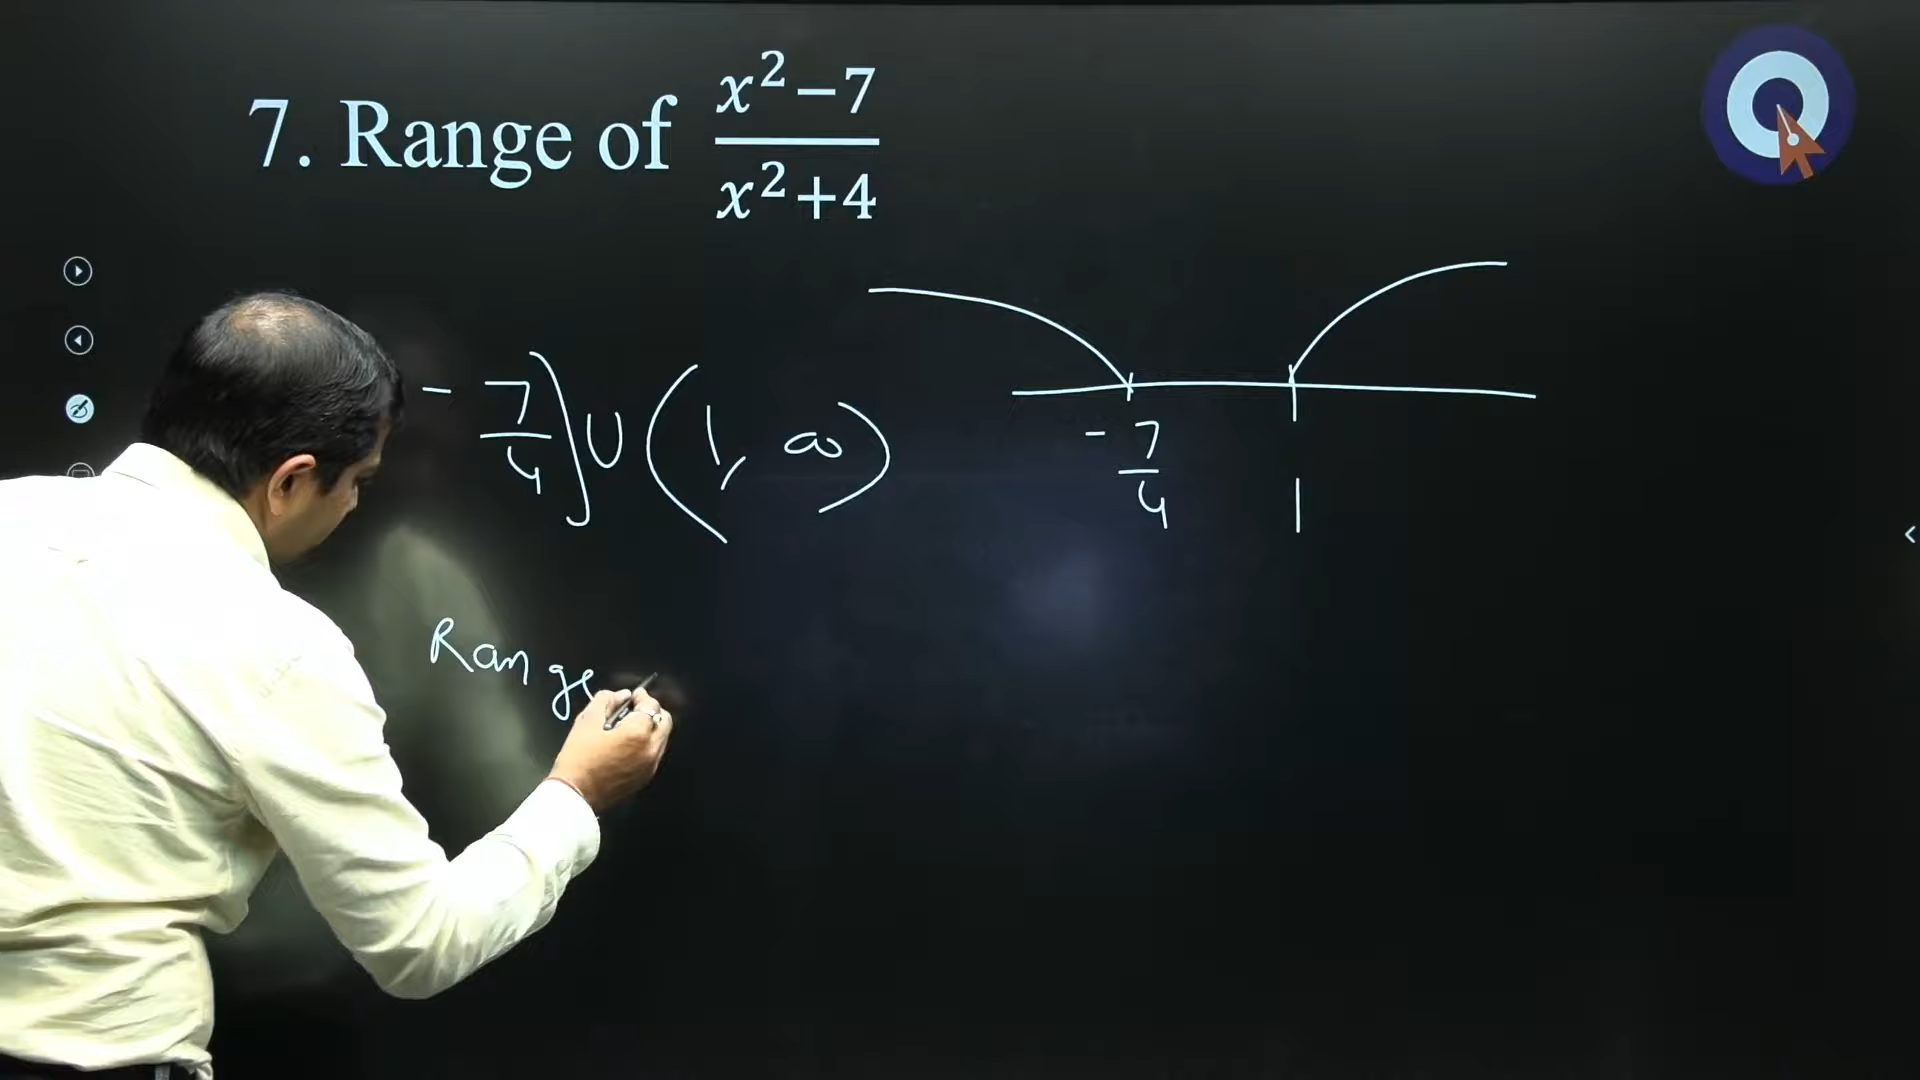 7. Range of x²−7 / x²+4
- 7/4] ∪ (1, ∞)
- 7/4 1
Range